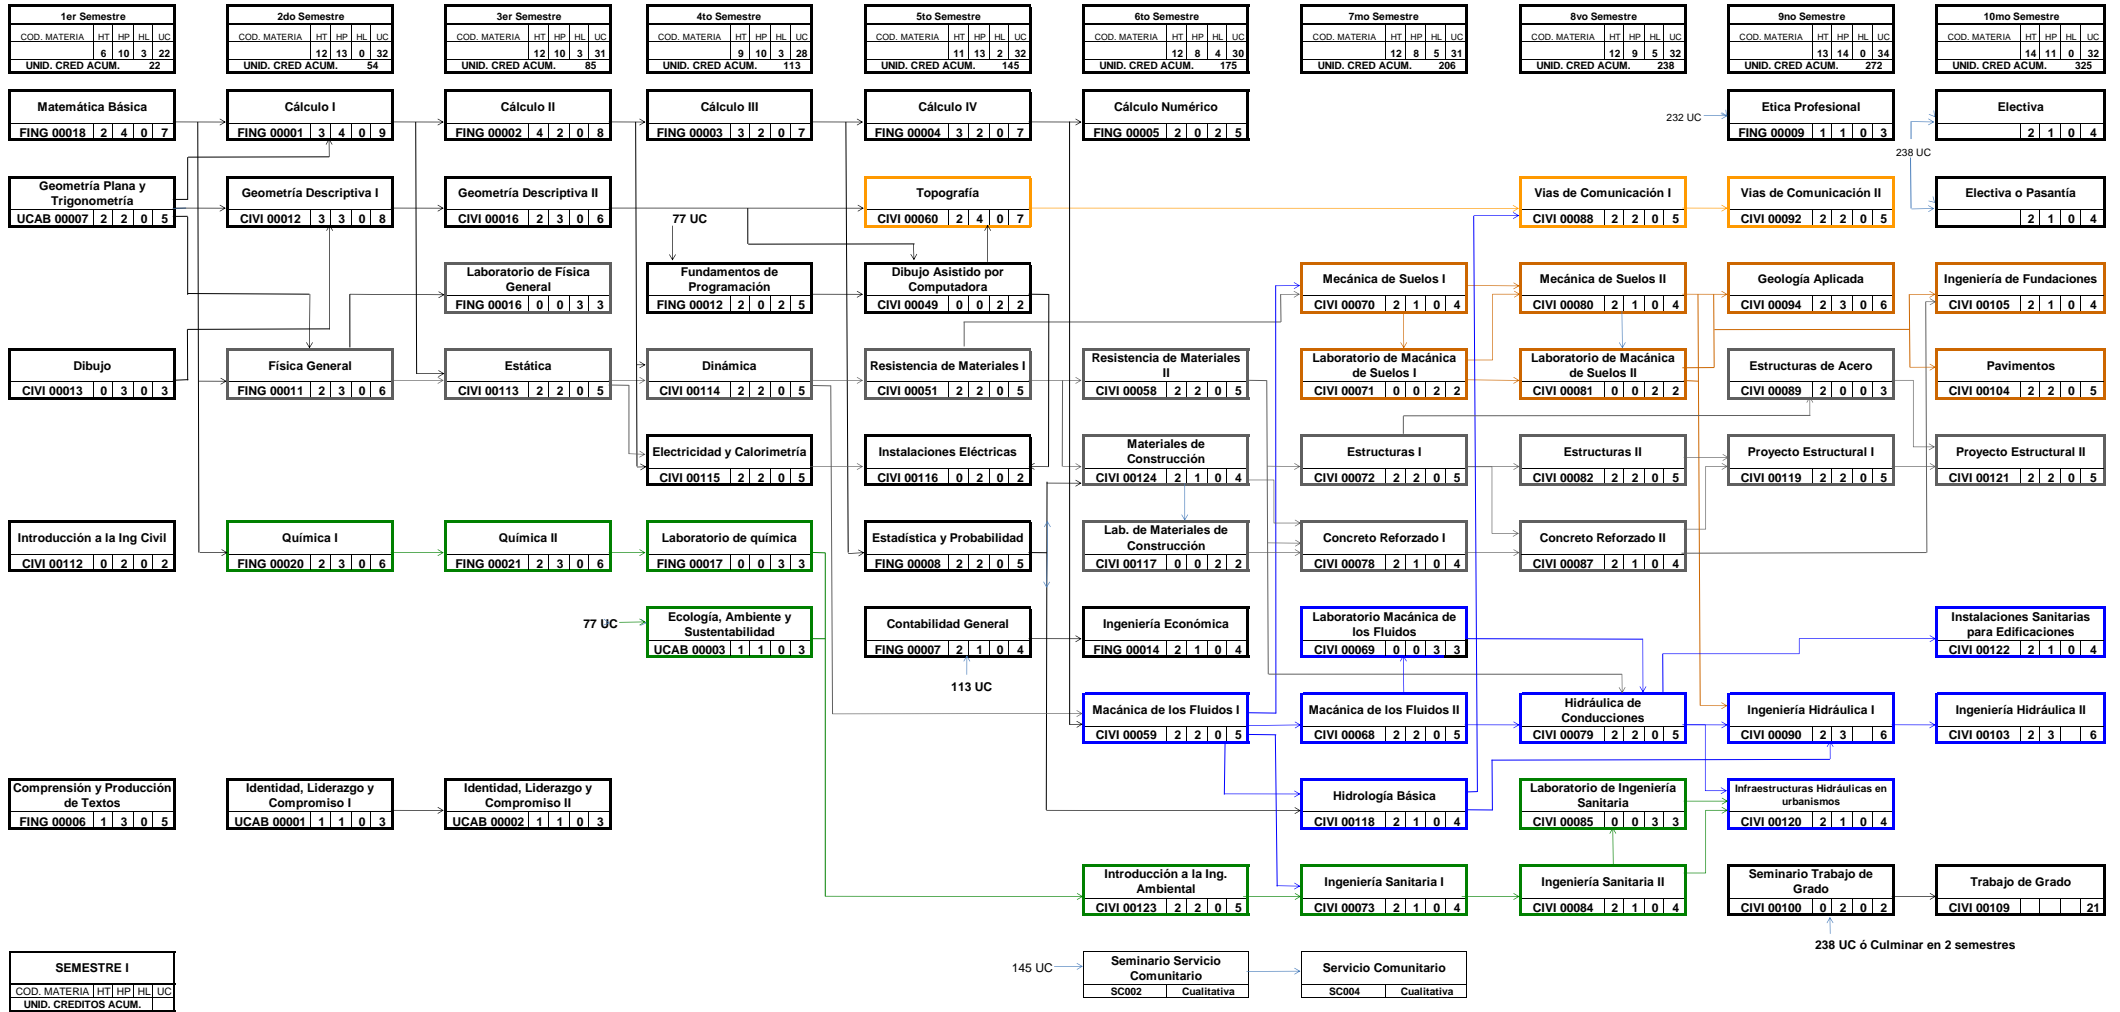 1er Semestre
COD. MATERIA HT HP HL UC
6 10 3 22
UNID. CRED ACUM. 22
2do Semestre
COD. MATERIA HT HP HL UC
12 13 0 32
UNID. CRED ACUM. 54
3er Semestre
COD. MATERIA HT HP HL UC
12 10 3 31
UNID. CRED ACUM. 85
4to Semestre
COD. MATERIA HT HP HL UC
9 10 3 28
UNID. CRED ACUM. 113
5to Semestre
COD. MATERIA HT HP HL UC
11 13 2 32
UNID. CRED ACUM. 145
6to Semestre
COD. MATERIA HT HP HL UC
12 8 4 30
UNID. CRED ACUM. 175
7mo Semestre
COD. MATERIA HT HP HL UC
12 8 5 31
UNID. CRED ACUM. 206
8vo Semestre
COD. MATERIA HT HP HL UC
12 9 5 32
UNID. CRED ACUM. 238
9no Semestre
COD. MATERIA HT HP HL UC
13 14 0 34
UNID. CRED ACUM. 272
10mo Semestre
COD. MATERIA HT HP HL UC
14 11 0 32
UNID. CRED ACUM. 325
Matemática Básica
FING 00018 2 4 0 7
Cálculo I
FING 00001 3 4 0 9
Cálculo II
FING 00002 4 2 0 8
Cálculo III
FING 00003 3 2 0 7
Cálculo IV
FING 00004 3 2 0 7
Cálculo Numérico
FING 00005 2 0 2 5
232 UC
Etica Profesional
FING 00009 1 1 0 3
Electiva
2 1 0 4
238 UC
Geometría Plana y
Trigonometría
UCAB 00007 2 2 0 5
Geometría Descriptiva I
CIVI 00012 3 3 0 8
Geometría Descriptiva II
CIVI 00016 2 3 0 6
77 UC
Topografía
CIVI 00060 2 4 0 7
Vias de Comunicación I
CIVI 00088 2 2 0 5
Vias de Comunicación II
CIVI 00092 2 2 0 5
Electiva o Pasantía
2 1 0 4
Laboratorio de Física
General
FING 00016 0 0 3 3
Fundamentos de
Programación
FING 00012 2 0 2 5
Dibujo Asistido por
Computadora
CIVI 00049 0 0 2 2
Mecánica de Suelos I
CIVI 00070 2 1 0 4
Mecánica de Suelos II
CIVI 00080 2 1 0 4
Geología Aplicada
CIVI 00094 2 3 0 6
Ingeniería de Fundaciones
CIVI 00105 2 1 0 4
Dibujo
CIVI 00013 0 3 0 3
Física General
FING 00011 2 3 0 6
Estática
CIVI 00113 2 2 0 5
Dinámica
CIVI 00114 2 2 0 5
Resistencia de Materiales I
CIVI 00051 2 2 0 5
Resistencia de Materiales
II
CIVI 00058 2 2 0 5
Laboratorio de Macánica
de Suelos I
CIVI 00071 0 0 2 2
Laboratorio de Macánica
de Suelos II
CIVI 00081 0 0 2 2
Estructuras de Acero
CIVI 00089 2 0 0 3
Pavimentos
CIVI 00104 2 2 0 5
Electricidad y Calorimetría
CIVI 00115 2 2 0 5
Instalaciones Eléctricas
CIVI 00116 0 2 0 2
Materiales de
Construcción
CIVI 00124 2 1 0 4
Estructuras I
CIVI 00072 2 2 0 5
Estructuras II
CIVI 00082 2 2 0 5
Proyecto Estructural I
CIVI 00119 2 2 0 5
Proyecto Estructural II
CIVI 00121 2 2 0 5
Introducción a la Ing Civil
CIVI 00112 0 2 0 2
Química I
FING 00020 2 3 0 6
Química II
FING 00021 2 3 0 6
Laboratorio de química
FING 00017 0 0 3 3
Estadística y Probabilidad
FING 00008 2 2 0 5
Lab. de Materiales de
Construcción
CIVI 00117 0 0 2 2
Concreto Reforzado I
CIVI 00078 2 1 0 4
Concreto Reforzado II
CIVI 00087 2 1 0 4
77 UC
Ecología, Ambiente y
Sustentabilidad
UCAB 00003 1 1 0 3
Contabilidad General
FING 00007 2 1 0 4
113 UC
Ingeniería Económica
FING 00014 2 1 0 4
Laboratorio Macánica de
los Fluidos
CIVI 00069 0 0 3 3
Instalaciones Sanitarias
para Edificaciones
CIVI 00122 2 1 0 4
Macánica de los Fluidos I
CIVI 00059 2 2 0 5
Macánica de los Fluidos II
CIVI 00068 2 2 0 5
Hidráulica de
Conducciones
CIVI 00079 2 2 0 5
Ingeniería Hidráulica I
CIVI 00090 2 3 6
Ingeniería Hidráulica II
CIVI 00103 2 3 6
Comprensión y Producción
de Textos
FING 00006 1 3 0 5
Identidad, Liderazgo y
Compromiso I
UCAB 00001 1 1 0 3
Identidad, Liderazgo y
Compromiso II
UCAB 00002 1 1 0 3
Hidrología Básica
CIVI 00118 2 1 0 4
Laboratorio de Ingeniería
Sanitaria
CIVI 00085 0 0 3 3
Infraestructuras Hidráulicas en
urbanismos
CIVI 00120 2 1 0 4
Introducción a la Ing.
Ambiental
CIVI 00123 2 2 0 5
Ingeniería Sanitaria I
CIVI 00073 2 1 0 4
Ingeniería Sanitaria II
CIVI 00084 2 1 0 4
Seminario Trabajo de
Grado
CIVI 00100 0 2 0 2
Trabajo de Grado
CIVI 00109 21
238 UC ó Culminar en 2 semestres
SEMESTRE I
COD. MATERIA HT HP HL UC
UNID. CREDITOS ACUM.
145 UC
Seminario Servicio
Comunitario
SC002 Cualitativa
Servicio Comunitario
SC004 Cualitativa